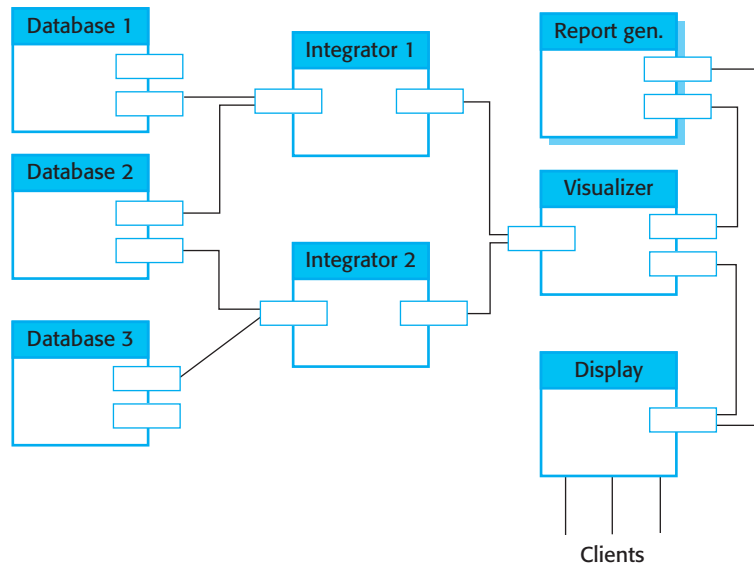 Database 1
Integrator 1
Report gen.
Database 2
Visualizer
Integrator 2
Database 3
Display
Clients